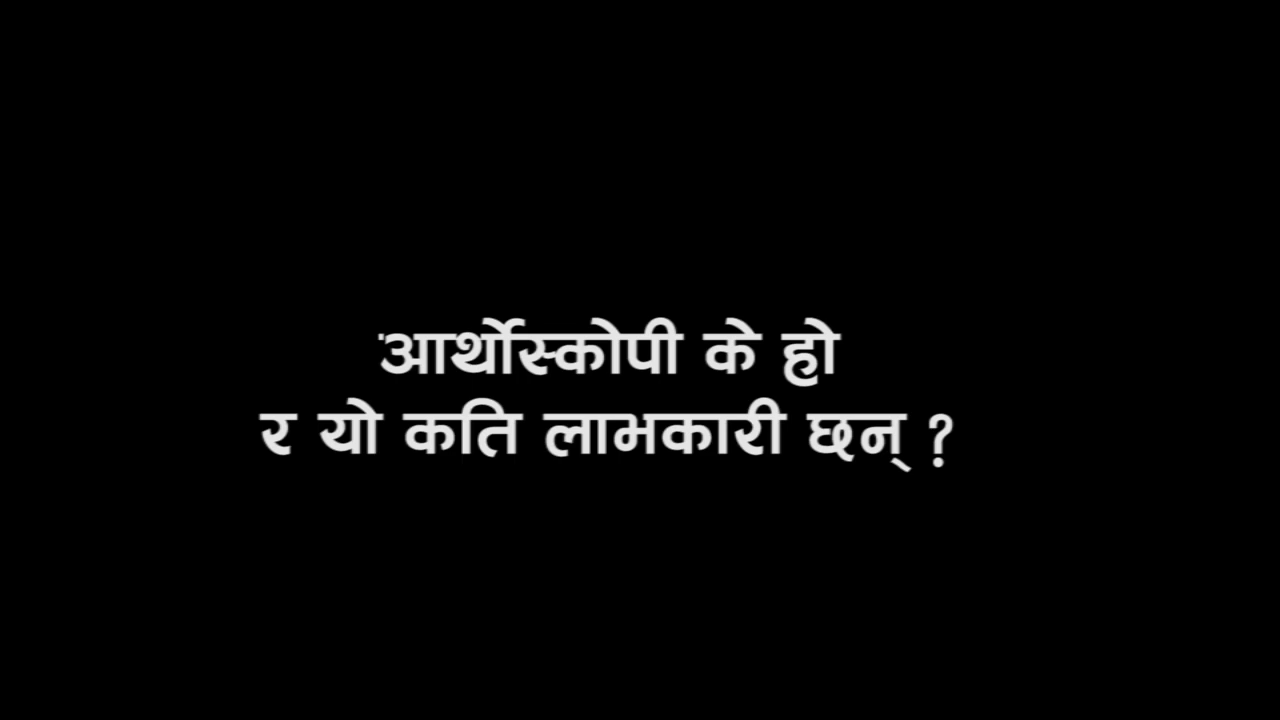 आर्थोस्कोपी के हो
र यो कति लाभकारी छन् ?